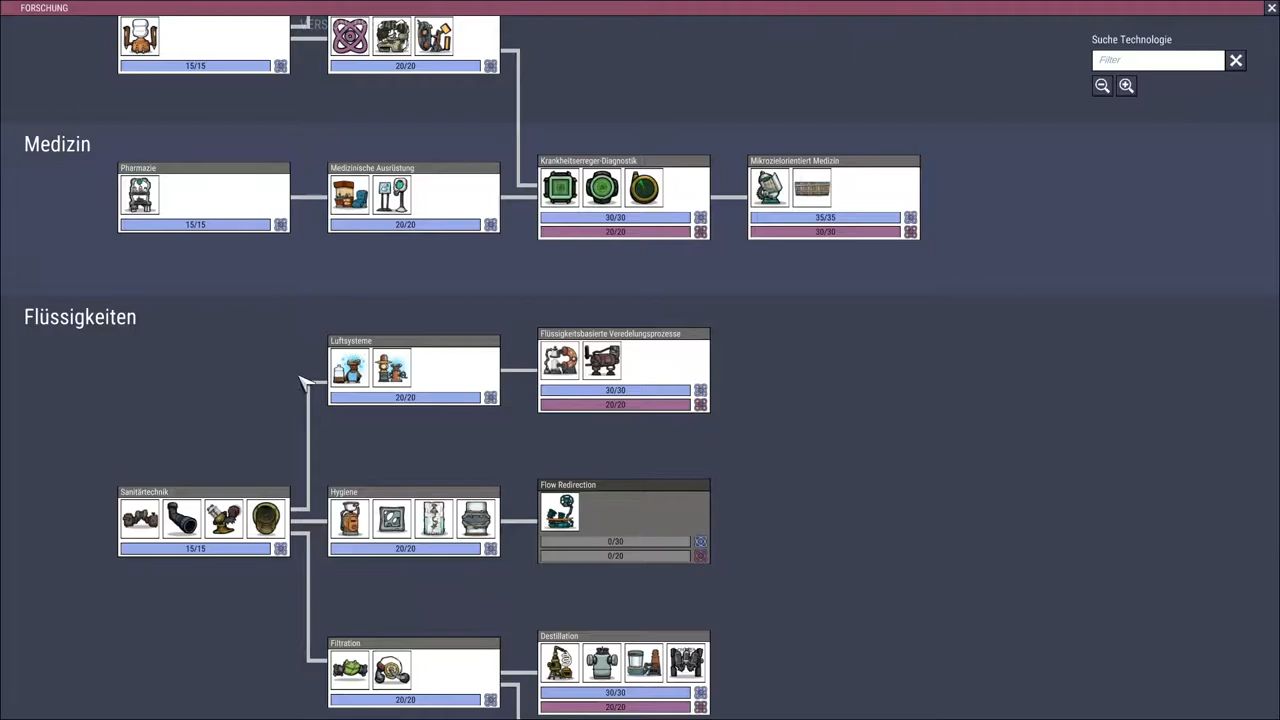 FORSCHUNG
VERS
Suche Technologie
Filter
15/15
20/20
Medizin
Pharmazie
15/15
Medizinische Ausrüstung
20/20
Krankheitserreger-Diagnostik
30/30
20/20
Mikrozielorientiert Medizin
35/35
30/30
Flüssigkeiten
Luftsysteme
20/20
Flüssigkeitsbasierte Veredelungsprozesse
30/30
20/20
Sanitärtechnik
15/15
Hygiene
20/20
Flow Redirection
0/30
0/20
Filtration
20/20
Destillation
30/30
20/20